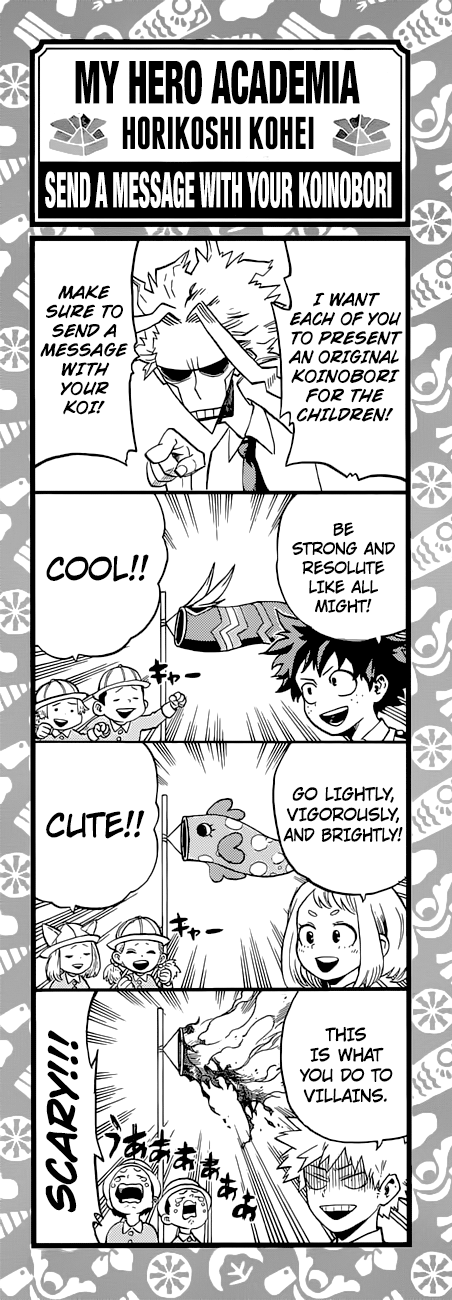 MY HERO ACADEMIA
HORIKOSHI KOHEI
SEND A MESSAGE WITH YOUR KOINOBORI
I WANT
EACH OF YOU
TO PRESENT
AN ORIGINAL
KOINOBORI
FOR THE
CHILDREN!
MAKE
SURE TO
SEND A
MESSAGE
WITH
YOUR
KOI!
BE
STRONG AND
RESOLUTE
LIKE ALL
MIGHT!
COOL!!
キャー
GO LIGHTLY,
VIGOROUSLY,
AND BRIGHTLY!
CUTE!!
キャー
THIS
IS WHAT
YOU DO TO
VILLAINS.
SCARY!!!
びあぁああぁああ